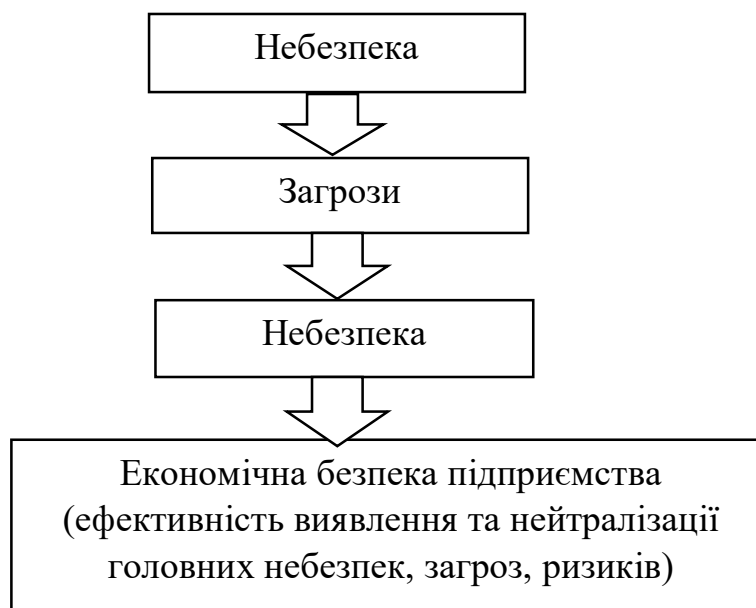 Небезпека
Загрози
Небезпека
Економічна безпека підприємства
(ефективність виявлення та нейтралізації
головних небезпек, загроз, ризиків)